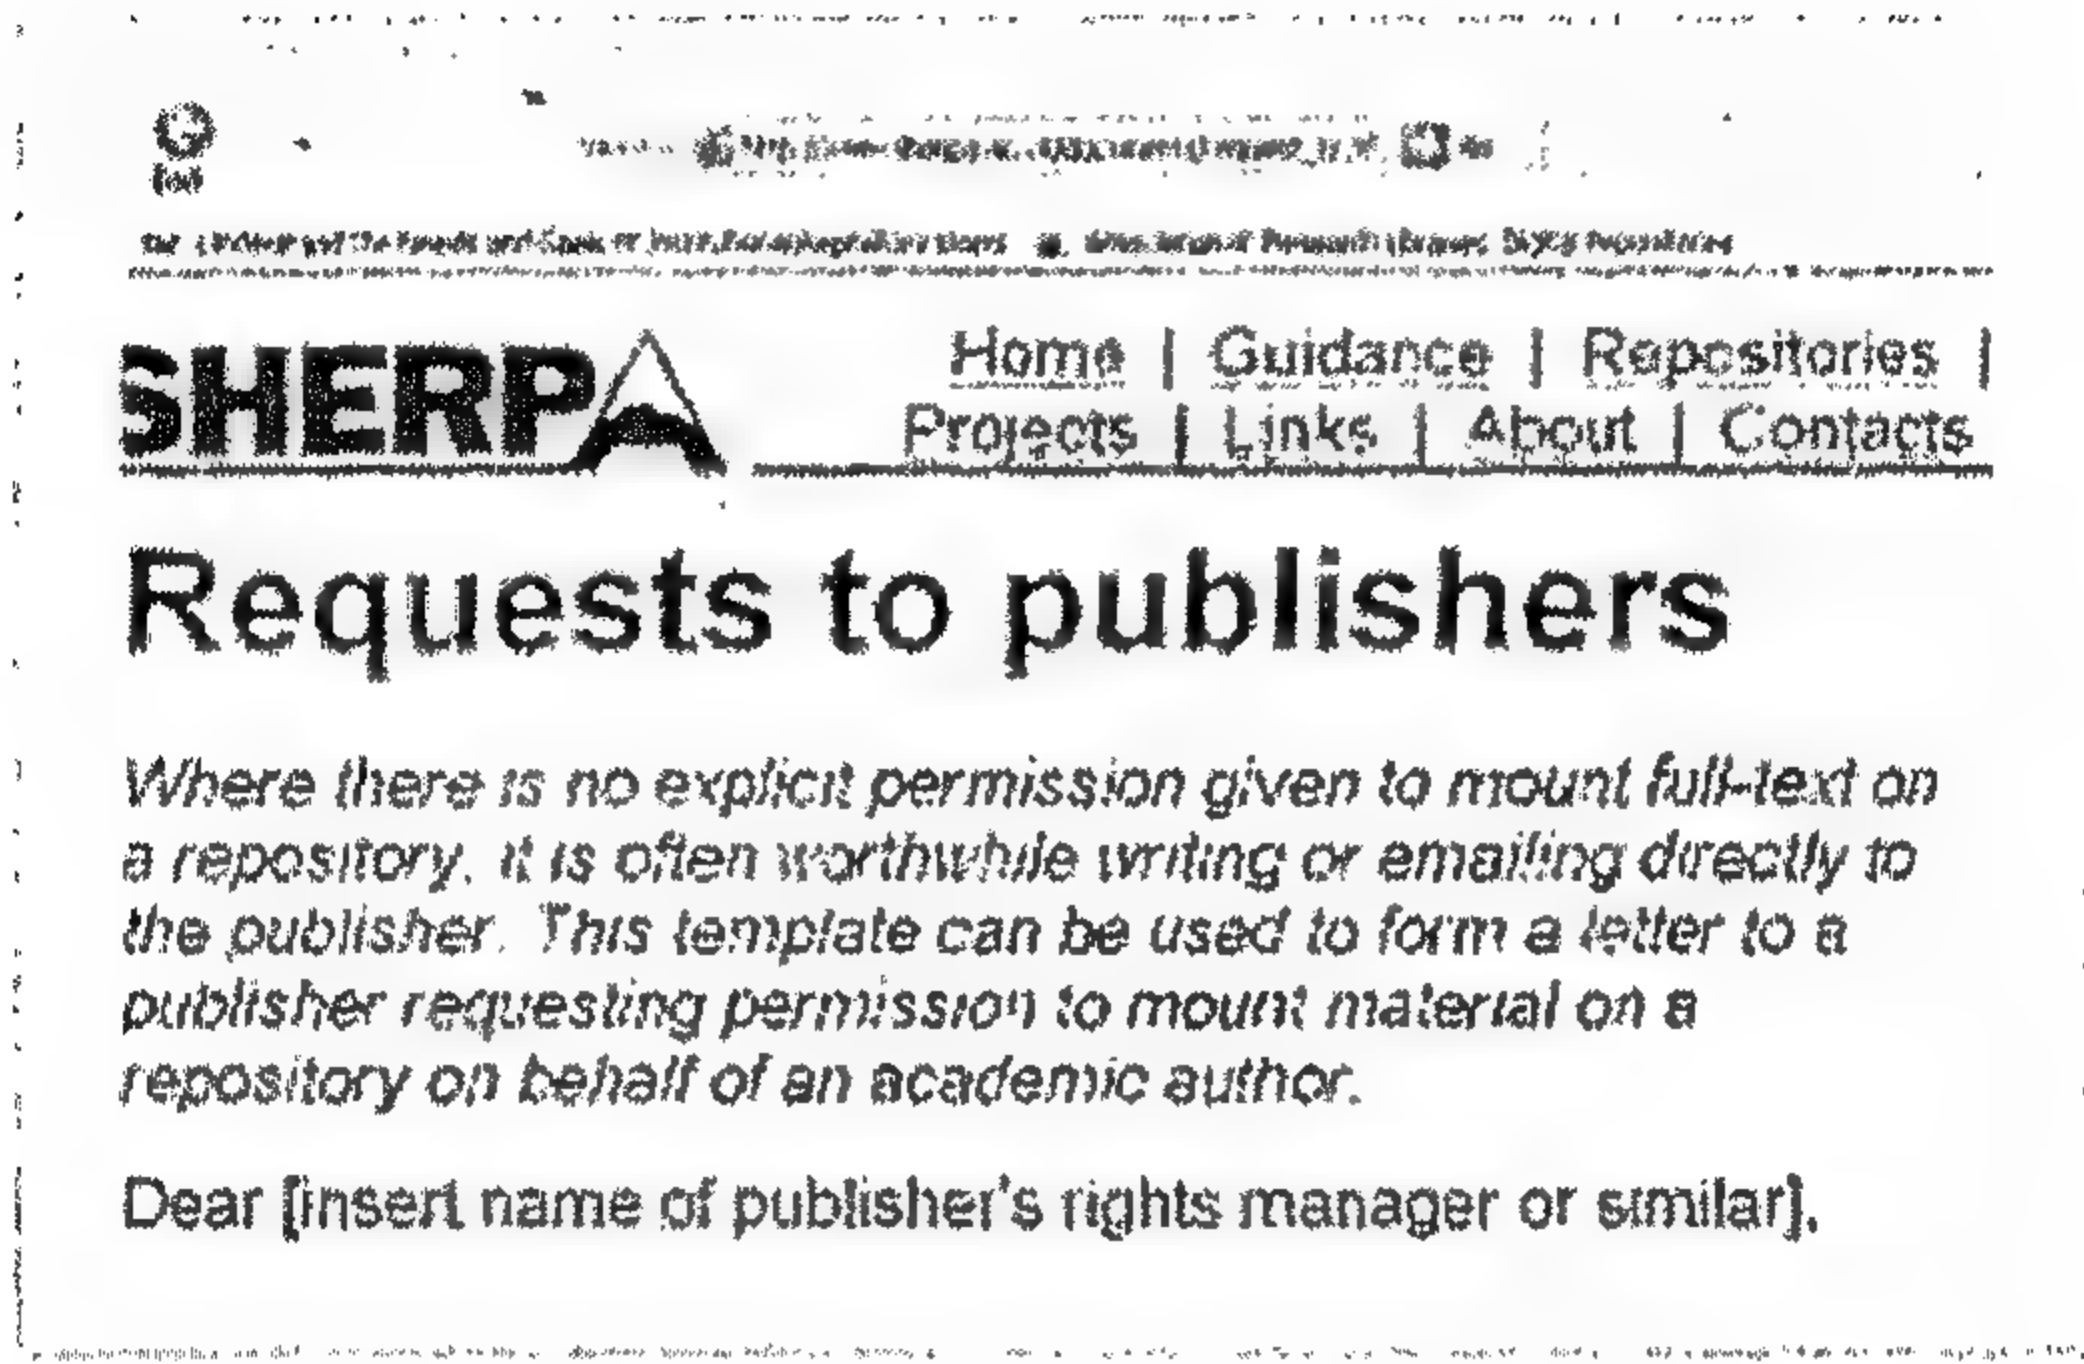 SHERPA
Home | Guidance | Repositories |
Projects | Links | About | Contacts
Requests to publishers
Where there is no explicit permission given to mount full-text on
a repository, it is often worthwhile writing or emailing directly to
the publisher. This template can be used to form a letter to a
publisher requesting permission to mount material on a
repository on behalf of an academic author.
Dear [insert name of publisher's rights manager or similar],